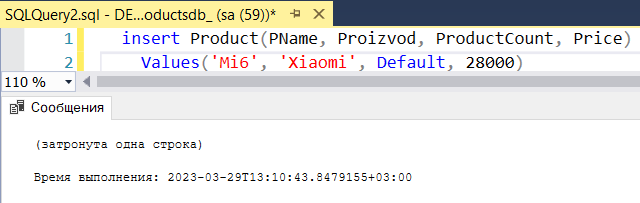 SQLQuery2.sql - DE...oductsdb_ (sa (59))*
1 insert Product(PName, Proizvod, ProductCount, Price)
2 Values('Mi6', 'Xiaomi', Default, 28000)
110 %
Сообщения
(затронута одна строка)
Время выполнения: 2023-03-29T13:10:43.8479155+03:00